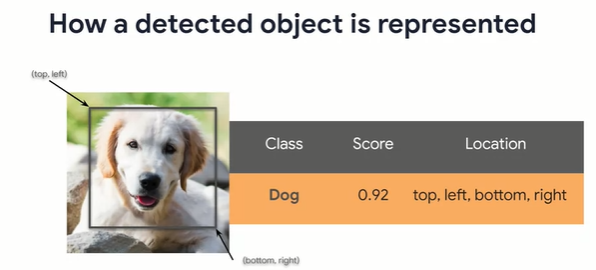 How a detected object is represented
(top, left)
Class Score Location
Dog 0.92 top, left, bottom, right
(bottom, right)